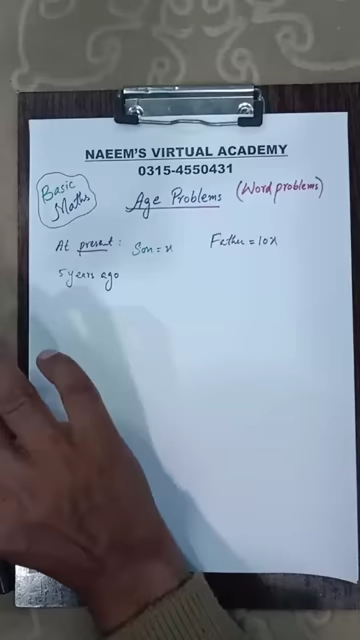 NAEEM'S VIRTUAL ACADEMY
0315-4550431
Basic Maths
Age Problems (Word problems)
At present: Son = x Father = 10x
5 years ago